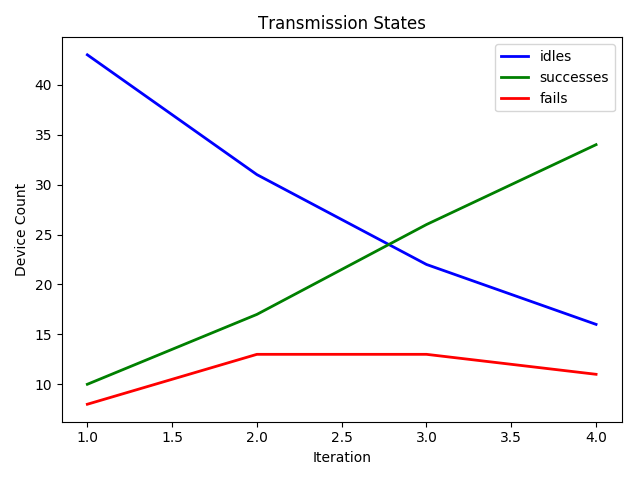 Transmission States
idles
successes
fails
Device Count
40
35
30
25
20
15
10
1.0 1.5 2.0 2.5 3.0 3.5 4.0
Iteration